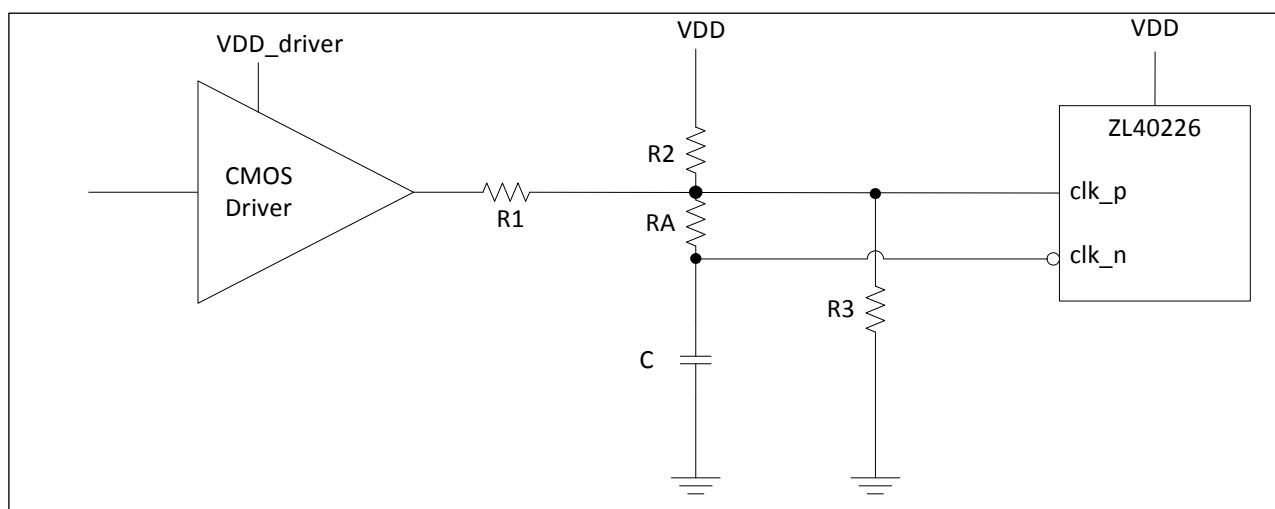 VDD_driver
VDD
VDD
ZL40226
R2
CMOS
Driver
clk_p
R1
RA
clk_n
R3
C